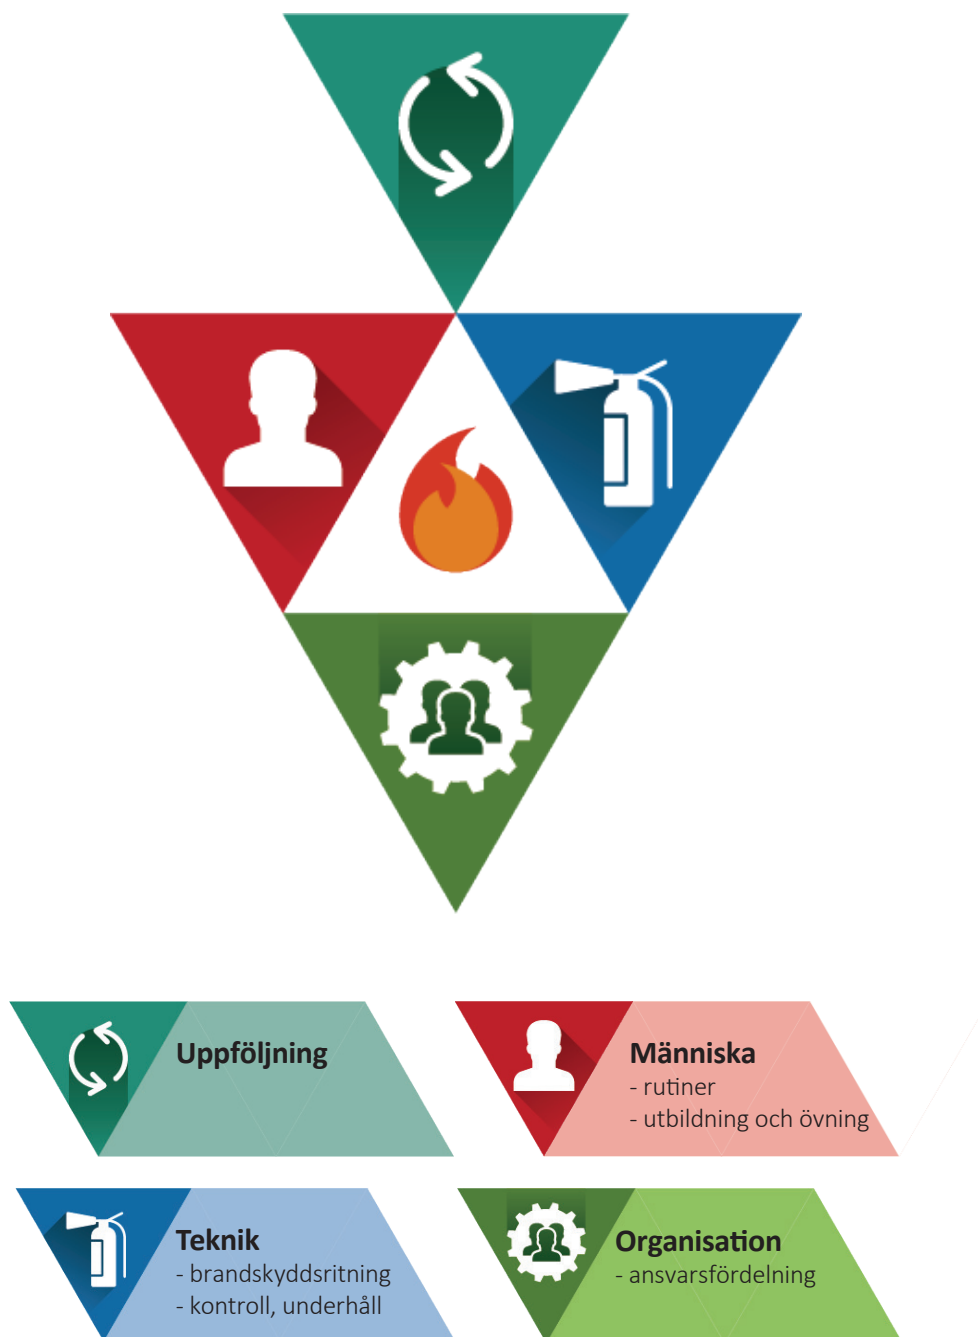 Uppföljning
Människa
- rutiner
- utbildning och övning
Teknik
- brandskyddsritning
- kontroll, underhåll
Organisation
- ansvarsfördelning